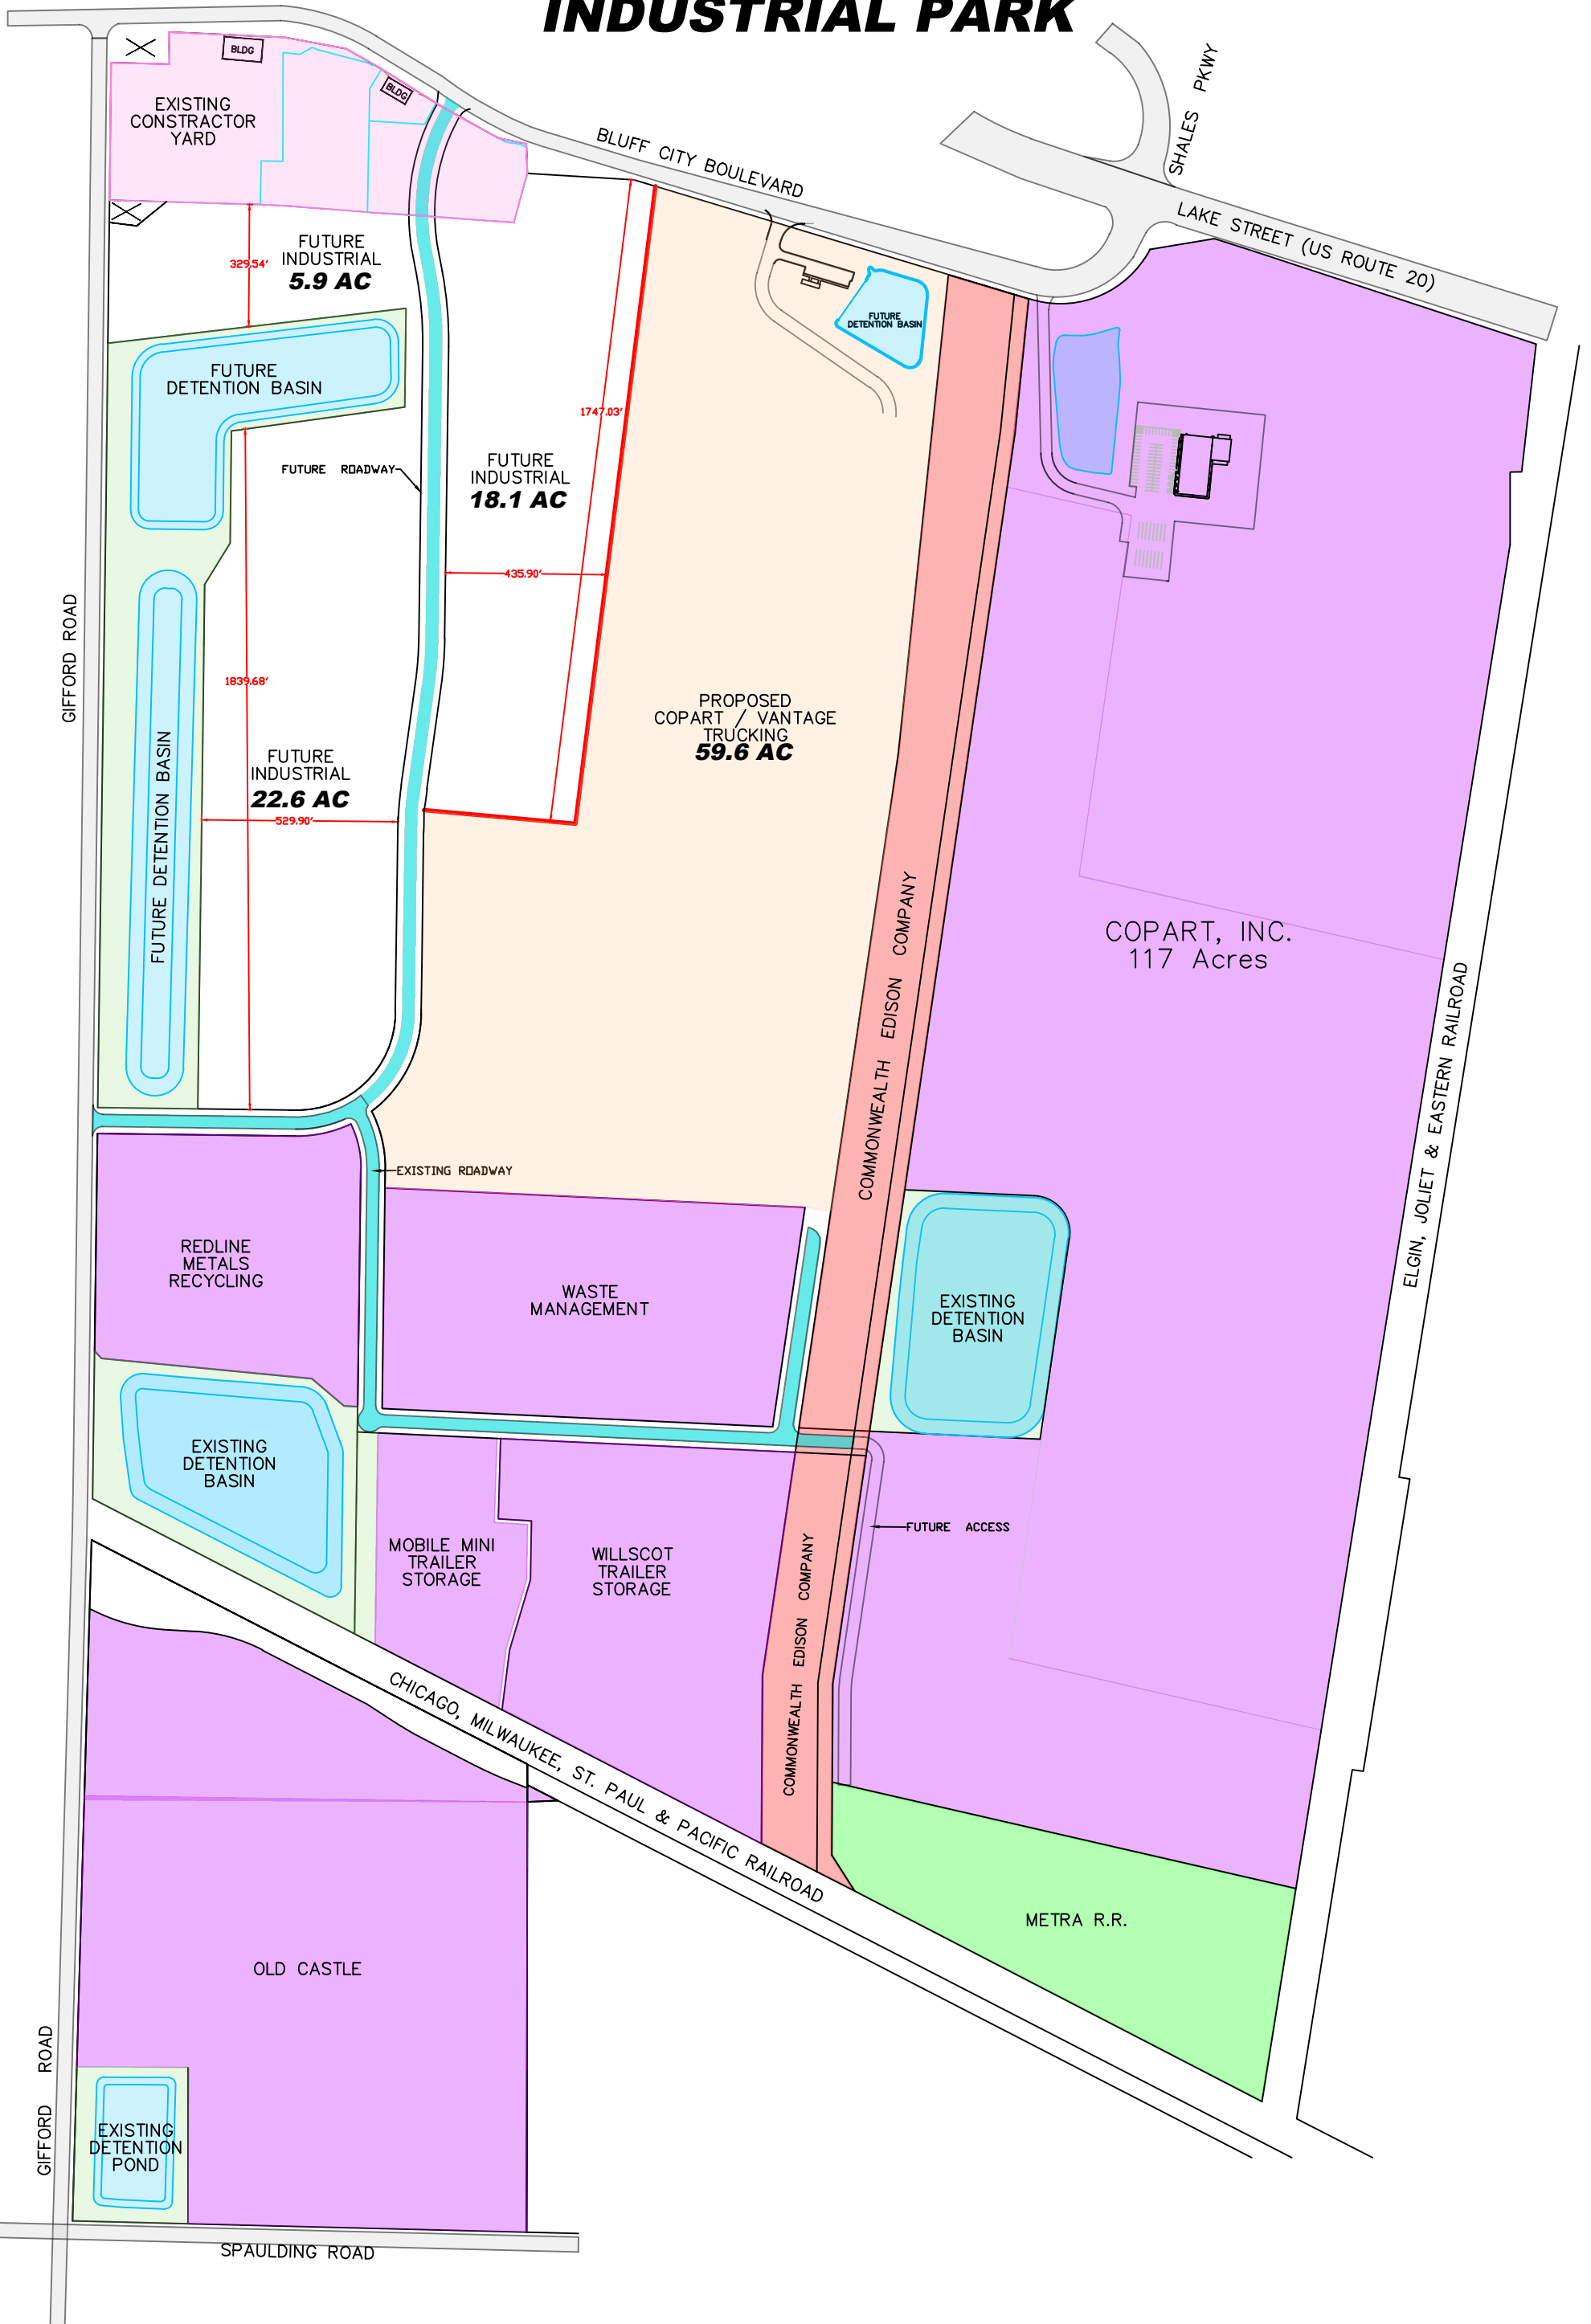 INDUSTRIAL PARK
BLDG
BLDG
EXISTING
CONSTRACTOR
YARD
SHALES PKWY
BLUFF CITY BOULEVARD
LAKE STREET (US ROUTE 20)
329.54'
FUTURE
INDUSTRIAL
5.9 AC
FUTURE
DETENTION BASIN
FUTURE
DETENTION BASIN
1747.03'
FUTURE ROADWAY
FUTURE
INDUSTRIAL
18.1 AC
435.90'
GIFFORD ROAD
1839.68'
PROPOSED
COPART / VANTAGE
TRUCKING
59.6 AC
FUTURE DETENTION BASIN
FUTURE
INDUSTRIAL
22.6 AC
529.90'
COMMONWEALTH EDISON COMPANY
COPART, INC.
117 Acres
ELGIN, JOLIET & EASTERN RAILROAD
EXISTING ROADWAY
REDLINE
METALS
RECYCLING
WASTE
MANAGEMENT
EXISTING
DETENTION
BASIN
EXISTING
DETENTION
BASIN
MOBILE MINI
TRAILER
STORAGE
WILLSCOT
TRAILER
STORAGE
FUTURE ACCESS
COMMONWEALTH EDISON COMPANY
CHICAGO, MILWAUKEE, ST. PAUL & PACIFIC RAILROAD
METRA R.R.
OLD CASTLE
GIFFORD ROAD
EXISTING
DETENTION
POND
SPAULDING ROAD